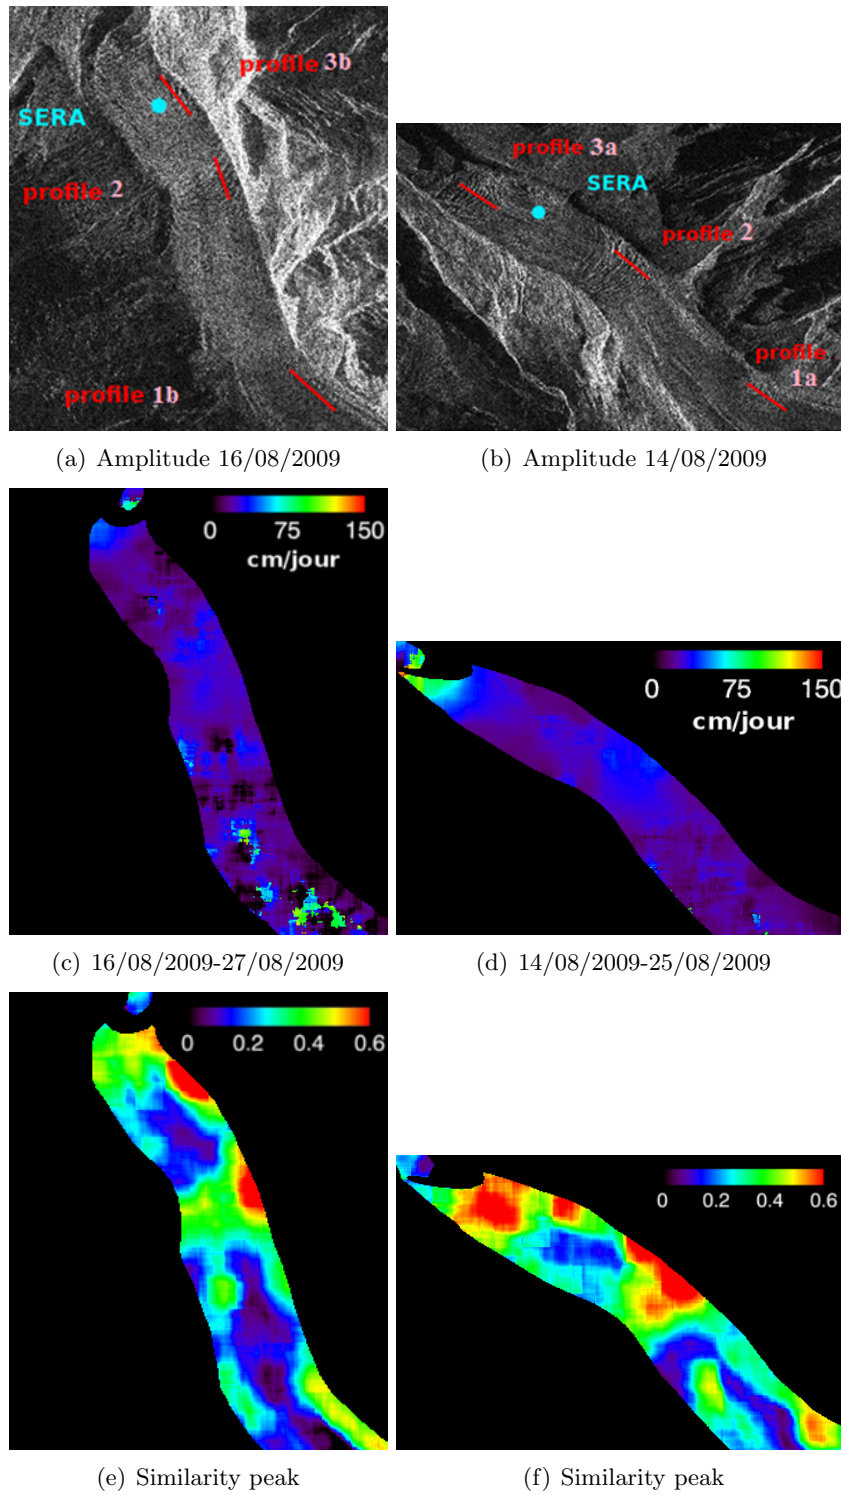 profile 3b
SERA
profile 2
profile 1b
profile 3a
SERA
profile 2
profile
1a
(a) Amplitude 16/08/2009
(b) Amplitude 14/08/2009
0 75 150
cm/jour
0 75 150
cm/jour
(c) 16/08/2009-27/08/2009
(d) 14/08/2009-25/08/2009
0 0.2 0.4 0.6
0 0.2 0.4 0.6
(e) Similarity peak
(f) Similarity peak